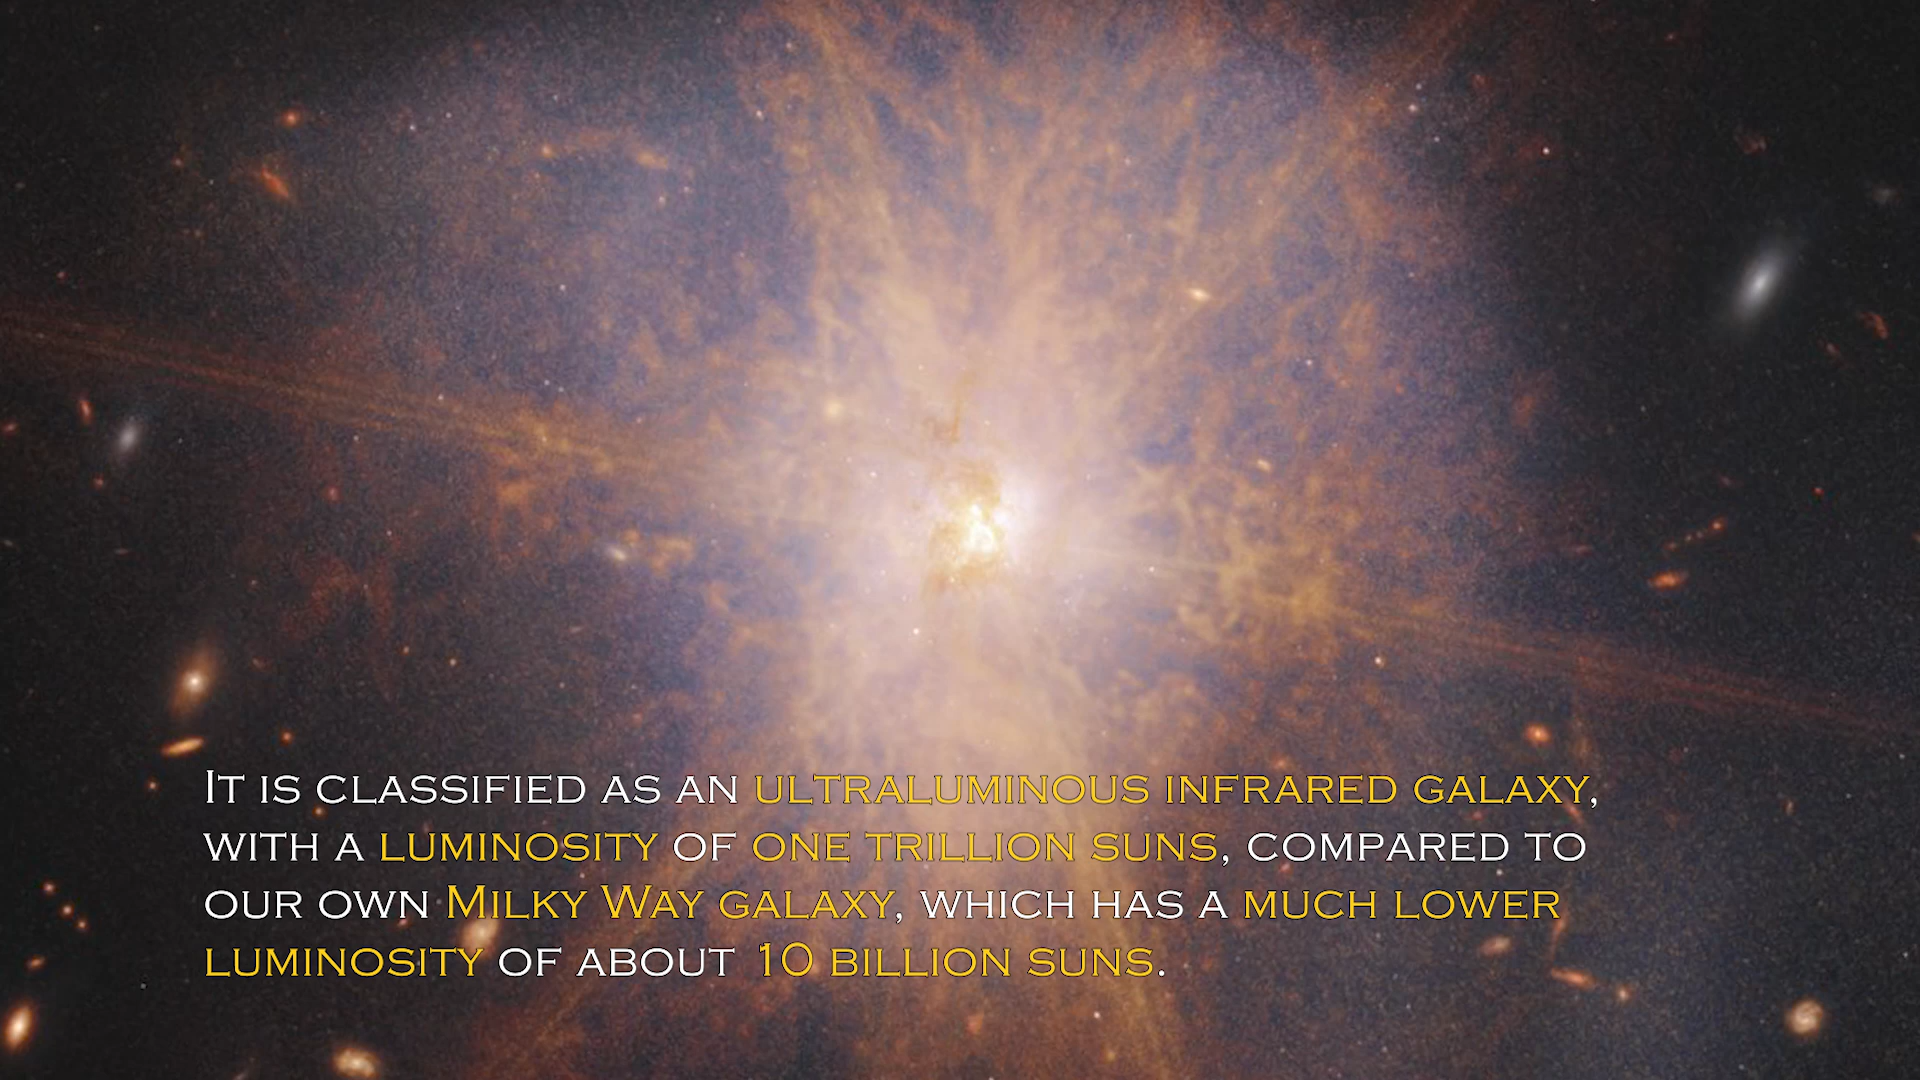 It is classified as an ultraluminous infrared galaxy,
with a luminosity of one trillion suns, compared to
our own Milky Way galaxy, which has a much lower
luminosity of about 10 billion suns.